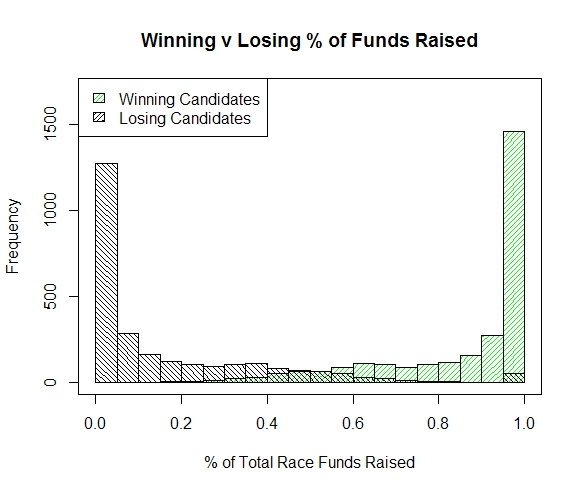 Winning v Losing % of Funds Raised
Winning Candidates
Losing Candidates
Frequency
1500
1000
500
0
0.0 0.2 0.4 0.6 0.8 1.0
% of Total Race Funds Raised